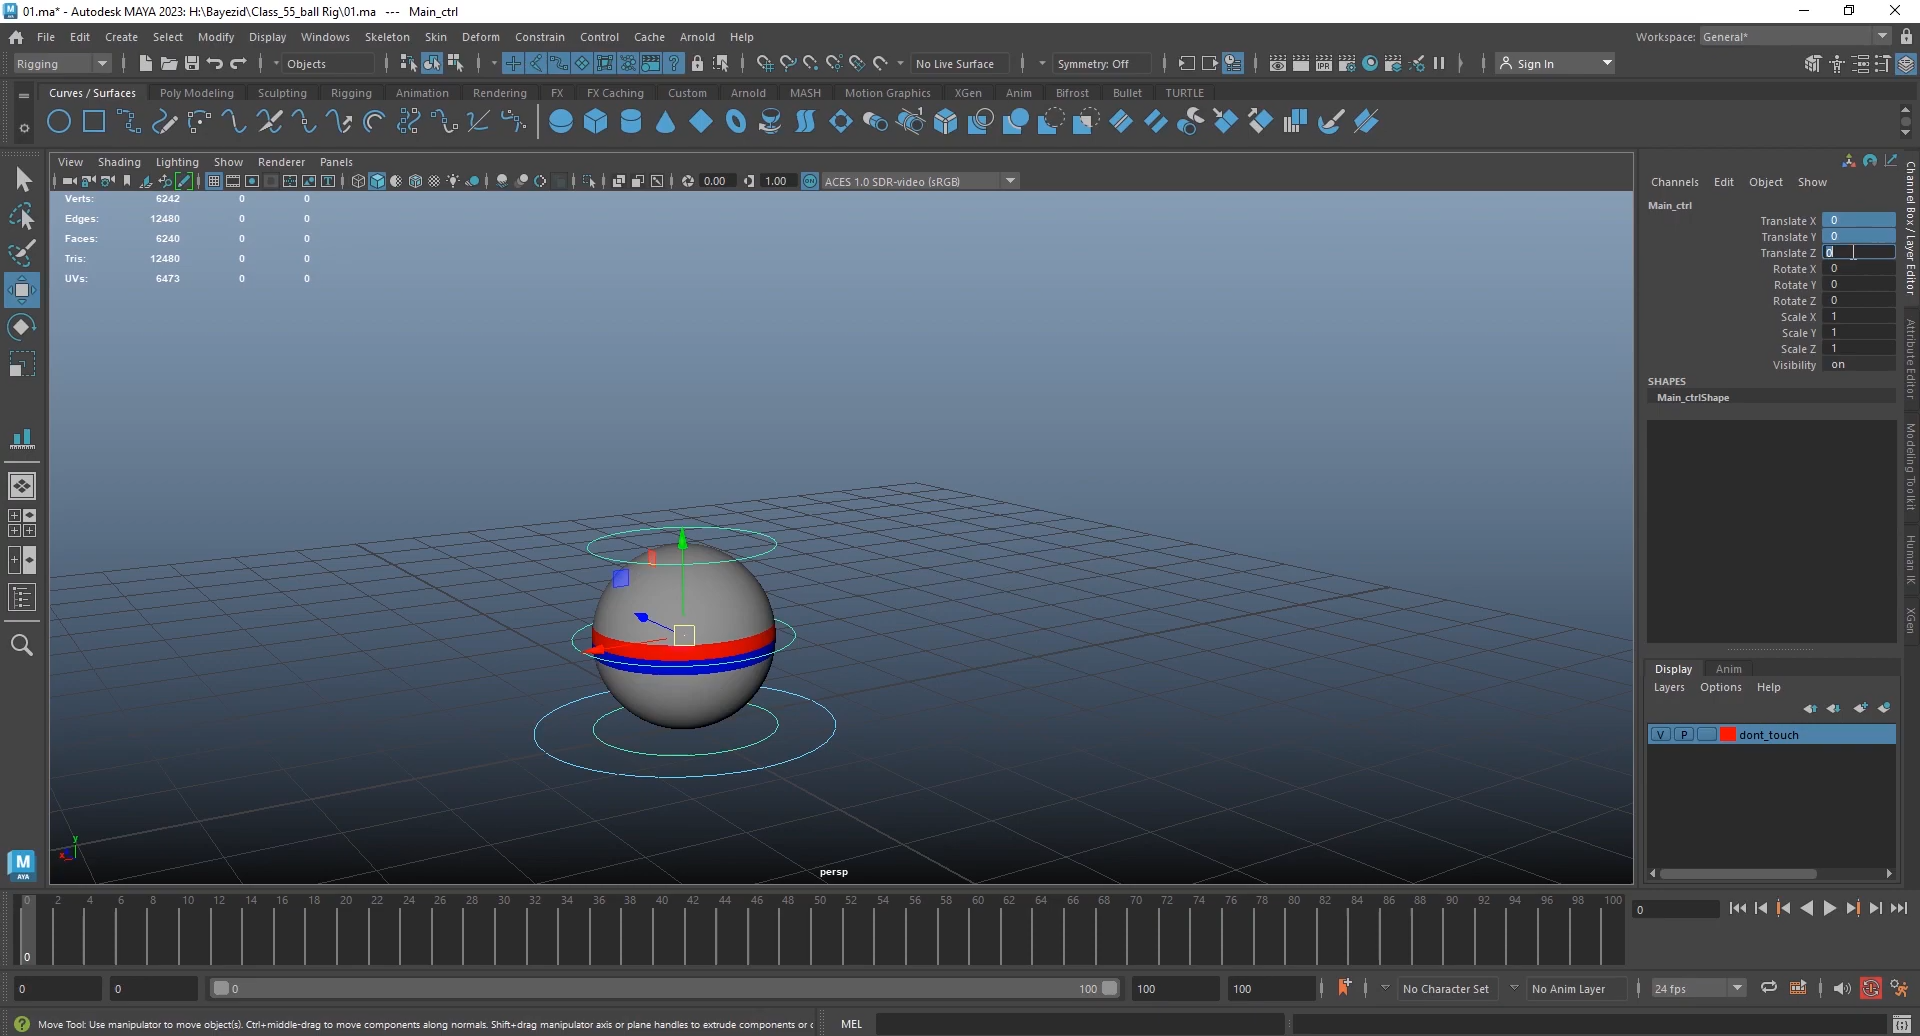 01.ma* - Autodesk MAYA 2023: H:\Bayezid\Class_55_ball Rig\01.ma --- Main_ctrl
File Edit Create Select Modify Display Windows Skeleton Skin Deform Constrain Control Cache Arnold Help
Workspace: General*
Rigging Objects No Live Surface Symmetry: Off Sign In
Curves / Surfaces Poly Modeling Sculpting Rigging Animation Rendering FX FX Caching Custom Arnold MASH Motion Graphics XGen Anim Bifrost Bullet TURTLE
View Shading Lighting Show Renderer Panels
0.00 1.00 ACES 1.0 SDR-video (sRGB)
Verts: 6242 0 0
Edges: 12480 0 0
Faces: 6240 0 0
Tris: 12480 0 0
UVs: 6473 0 0
persp
Channels Edit Object Show
Main_ctrl
Translate X 0
Translate Y 0
Translate Z 0
Rotate X 0
Rotate Y 0
Rotate Z 0
Scale X 1
Scale Y 1
Scale Z 1
Visibility on
SHAPES
Main_ctrlShape
Channel Box / Layer Editor
Attribute Editor
Modeling Toolkit
Human IK
XGen
Display Anim
Layers Options Help
V P dont_touch
M
AYA
0 2 4 6 8 10 12 14 16 18 20 22 24 26 28 30 32 34 36 38 40 42 44 46 48 50 52 54 56 58 60 62 64 66 68 70 72 74 76 78 80 82 84 86 88 90 92 94 96 98 100
0
0
0 0 0 100 100 100 No Character Set No Anim Layer 24 fps
Move Tool: Use manipulator to move object(s). Ctrl+middle-drag to move components along normals. Shift+drag manipulator axis or plane handles to extrude components or c
MEL